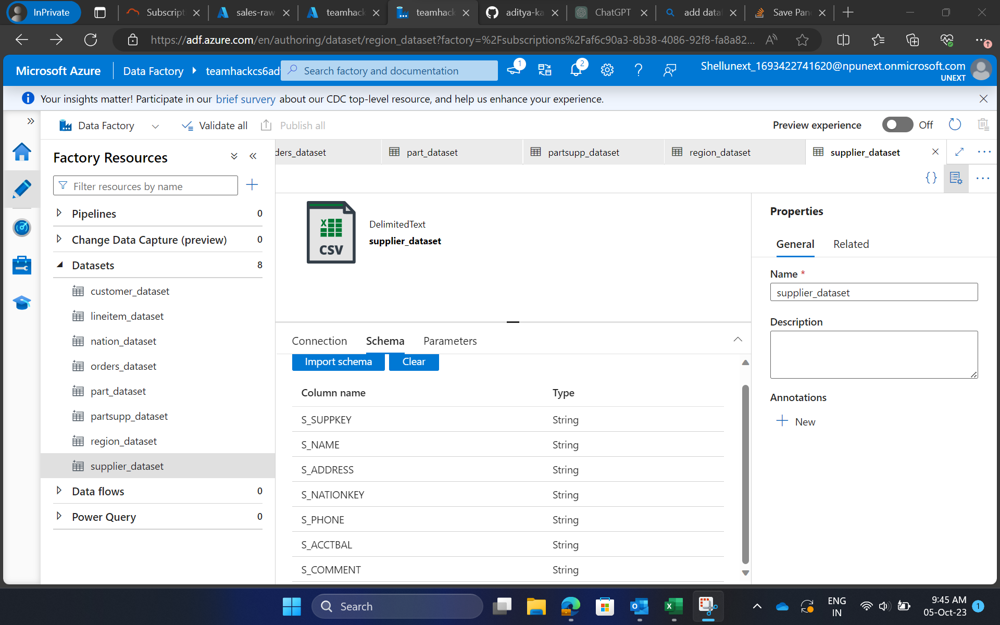 InPrivate
Subscript
sales-raw
teamhack
teamhack
aditya-ka
ChatGPT
add data
Save Pan
https://adf.azure.com/en/authoring/dataset/region_dataset?factory=%2Fsubscriptions%2Faf6c90a3-8b38-4086-92f8-fa8a82...
Microsoft Azure
Data Factory
teamhackcs6ad
Search factory and documentation
1
2
Shellunext_1693422741620@npunext.onmicrosoft.com
UNEXT
Your insights matter! Participate in our brief survey about our CDC top-level resource, and help us enhance your experience.
Data Factory
Validate all
Publish all
Preview experience
Off
Factory Resources
ders_dataset
part_dataset
partsupp_dataset
region_dataset
supplier_dataset
Filter resources by name
Pipelines 0
Change Data Capture (preview) 0
Datasets 8
customer_dataset
lineitem_dataset
nation_dataset
orders_dataset
part_dataset
partsupp_dataset
region_dataset
supplier_dataset
Data flows 0
Power Query 0
X
CSV
DelimitedText
supplier_dataset
Connection
Schema
Parameters
Import schema
Clear
Column name Type
S_SUPPKEY String
S_NAME String
S_ADDRESS String
S_NATIONKEY String
S_PHONE String
S_ACCTBAL String
S_COMMENT String
Properties
General
Related
Name *
supplier_dataset
Description
Annotations
New
Search
ENG
IN
9:45 AM
05-Oct-23
1